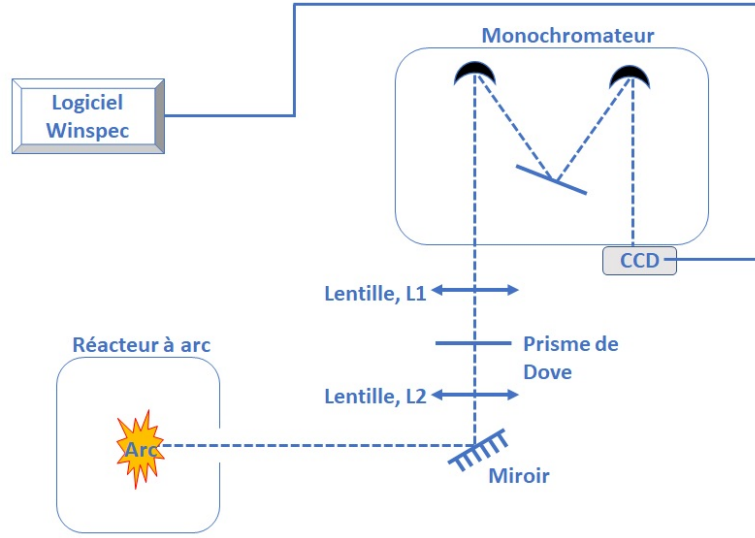 Monochromateur
Logiciel
Winspec
CCD
Lentille, L1
Réacteur à arc
Prisme de
Dove
Lentille, L2
Arc
Miroir